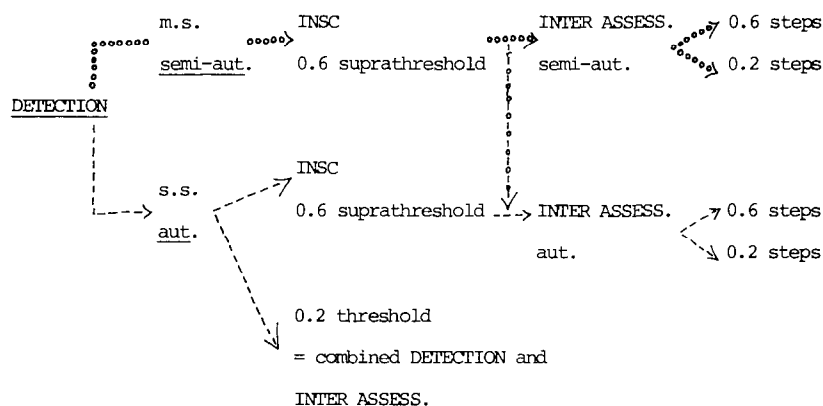 m.s.
semi-aut.
INSC
0.6 suprathreshold
INTER ASSESS.
semi-aut.
0.6 steps
0.2 steps
DETECTION
s.s.
aut.
INSC
0.6 suprathreshold
INTER ASSESS.
aut.
0.6 steps
0.2 steps
0.2 threshold
= combined DETECTION and
INTER ASSESS.